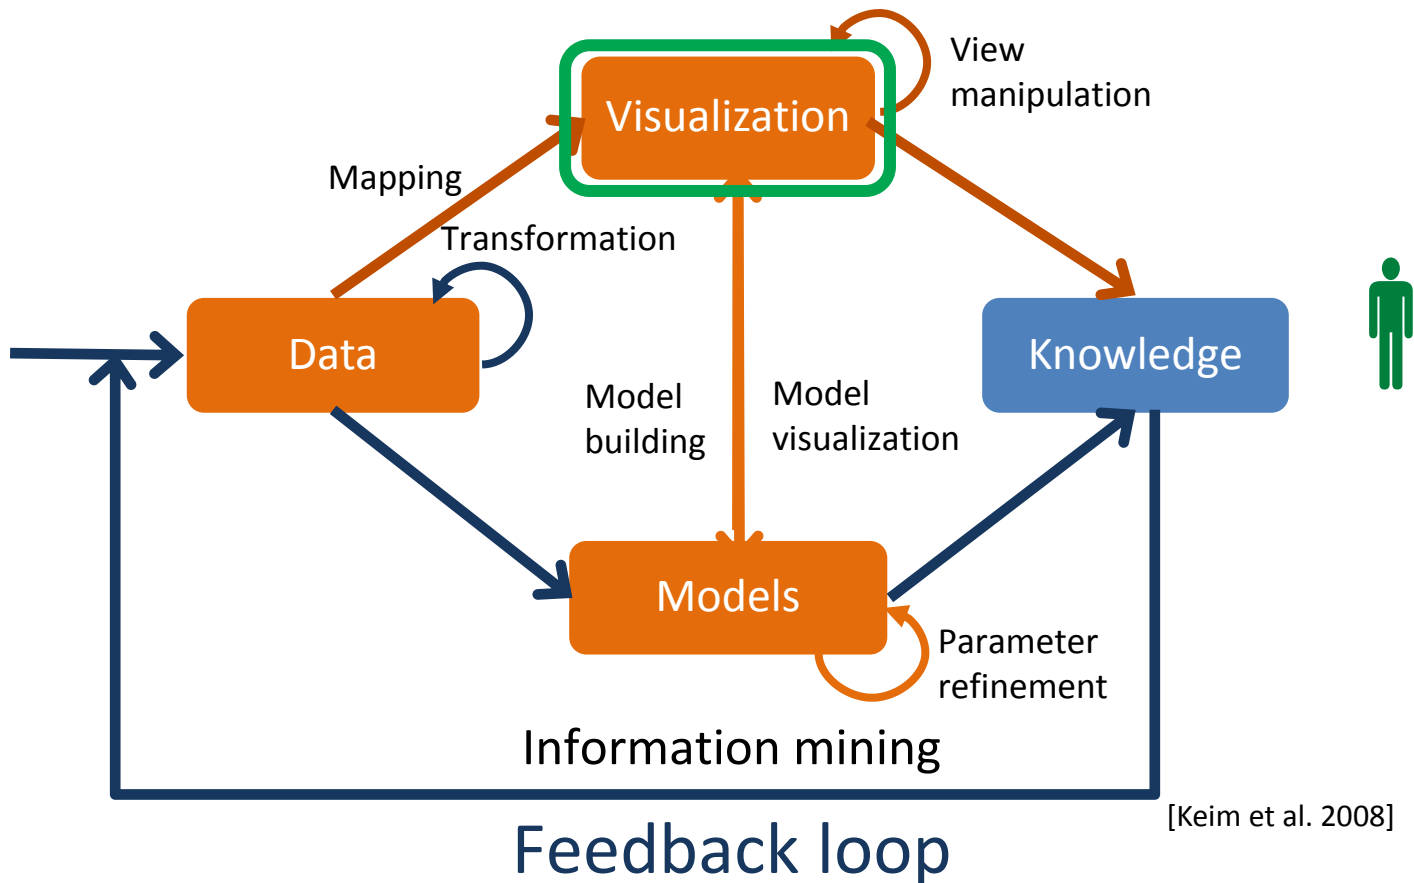 View
manipulation
Visualization
Mapping
Transformation
Data
Knowledge
Model
building
Model
visualization
Models
Parameter
refinement
Information mining
[Keim et al. 2008]
Feedback loop